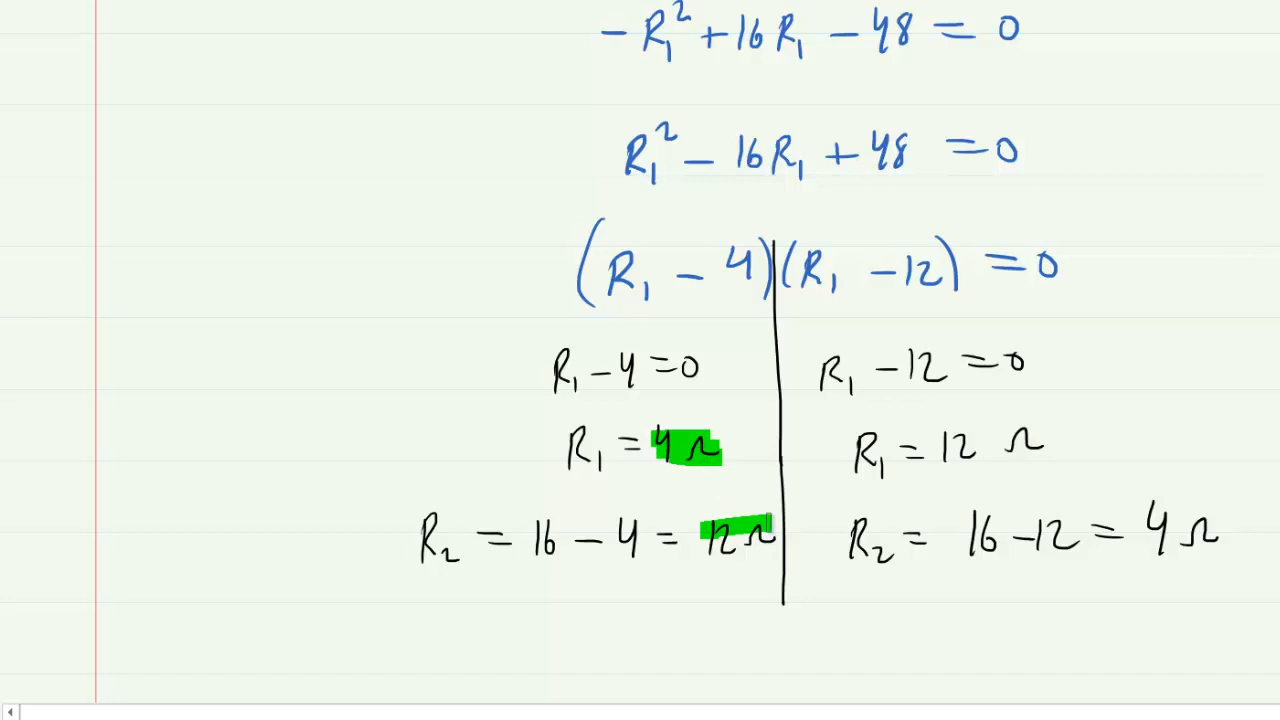 -R₁² + 16R₁ - 48 = 0
R₁² - 16R₁ + 48 = 0
(R₁ - 4)(R₁ - 12) = 0
R₁ - 4 = 0
R₁ = 4 Ω
R₂ = 16 - 4 = 12 Ω
R₁ - 12 = 0
R₁ = 12 Ω
R₂ = 16 - 12 = 4 Ω